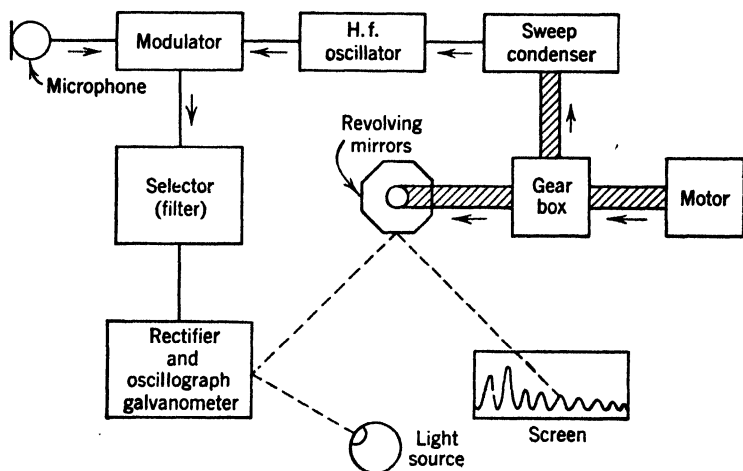 Microphone
Modulator
H. f.
oscillator
Sweep
condenser
Revolving
mirrors
Selector
(filter)
Gear
box
Motor
Rectifier
and
oscillograph
galvanometer
Light
source
Screen